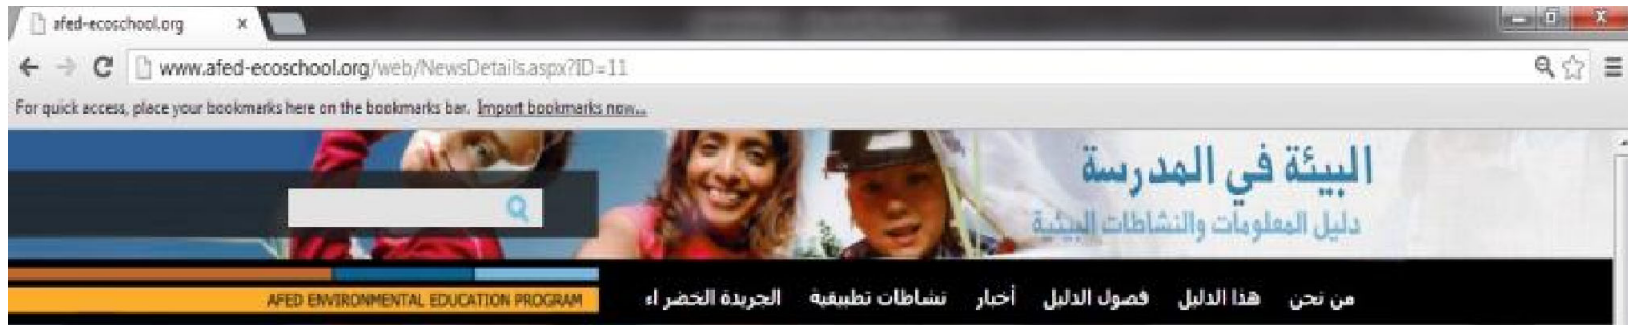 afed-ecoschool.org
www.afed-ecoschool.org/web/NewsDetails.aspx?ID=11
For quick access, place your bookmarks here on the bookmarks bar. Import bookmarks now...
البيئة في المدرسة
دليل المعلومات والنشاطات البيئية
من نحن هذا الدليل فصول الدليل أخبار نشاطات تطبيقية الجريدة الخضراء
AFED ENVIRONMENTAL EDUCATION PROGRAM